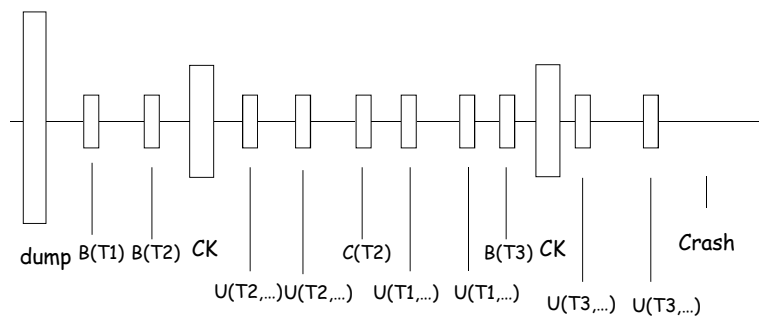 dump B(T1) B(T2) CK C(T2) B(T3) CK Crash
U(T2,...) U(T2,...) U(T1,...) U(T1,...) U(T3,...) U(T3,...)